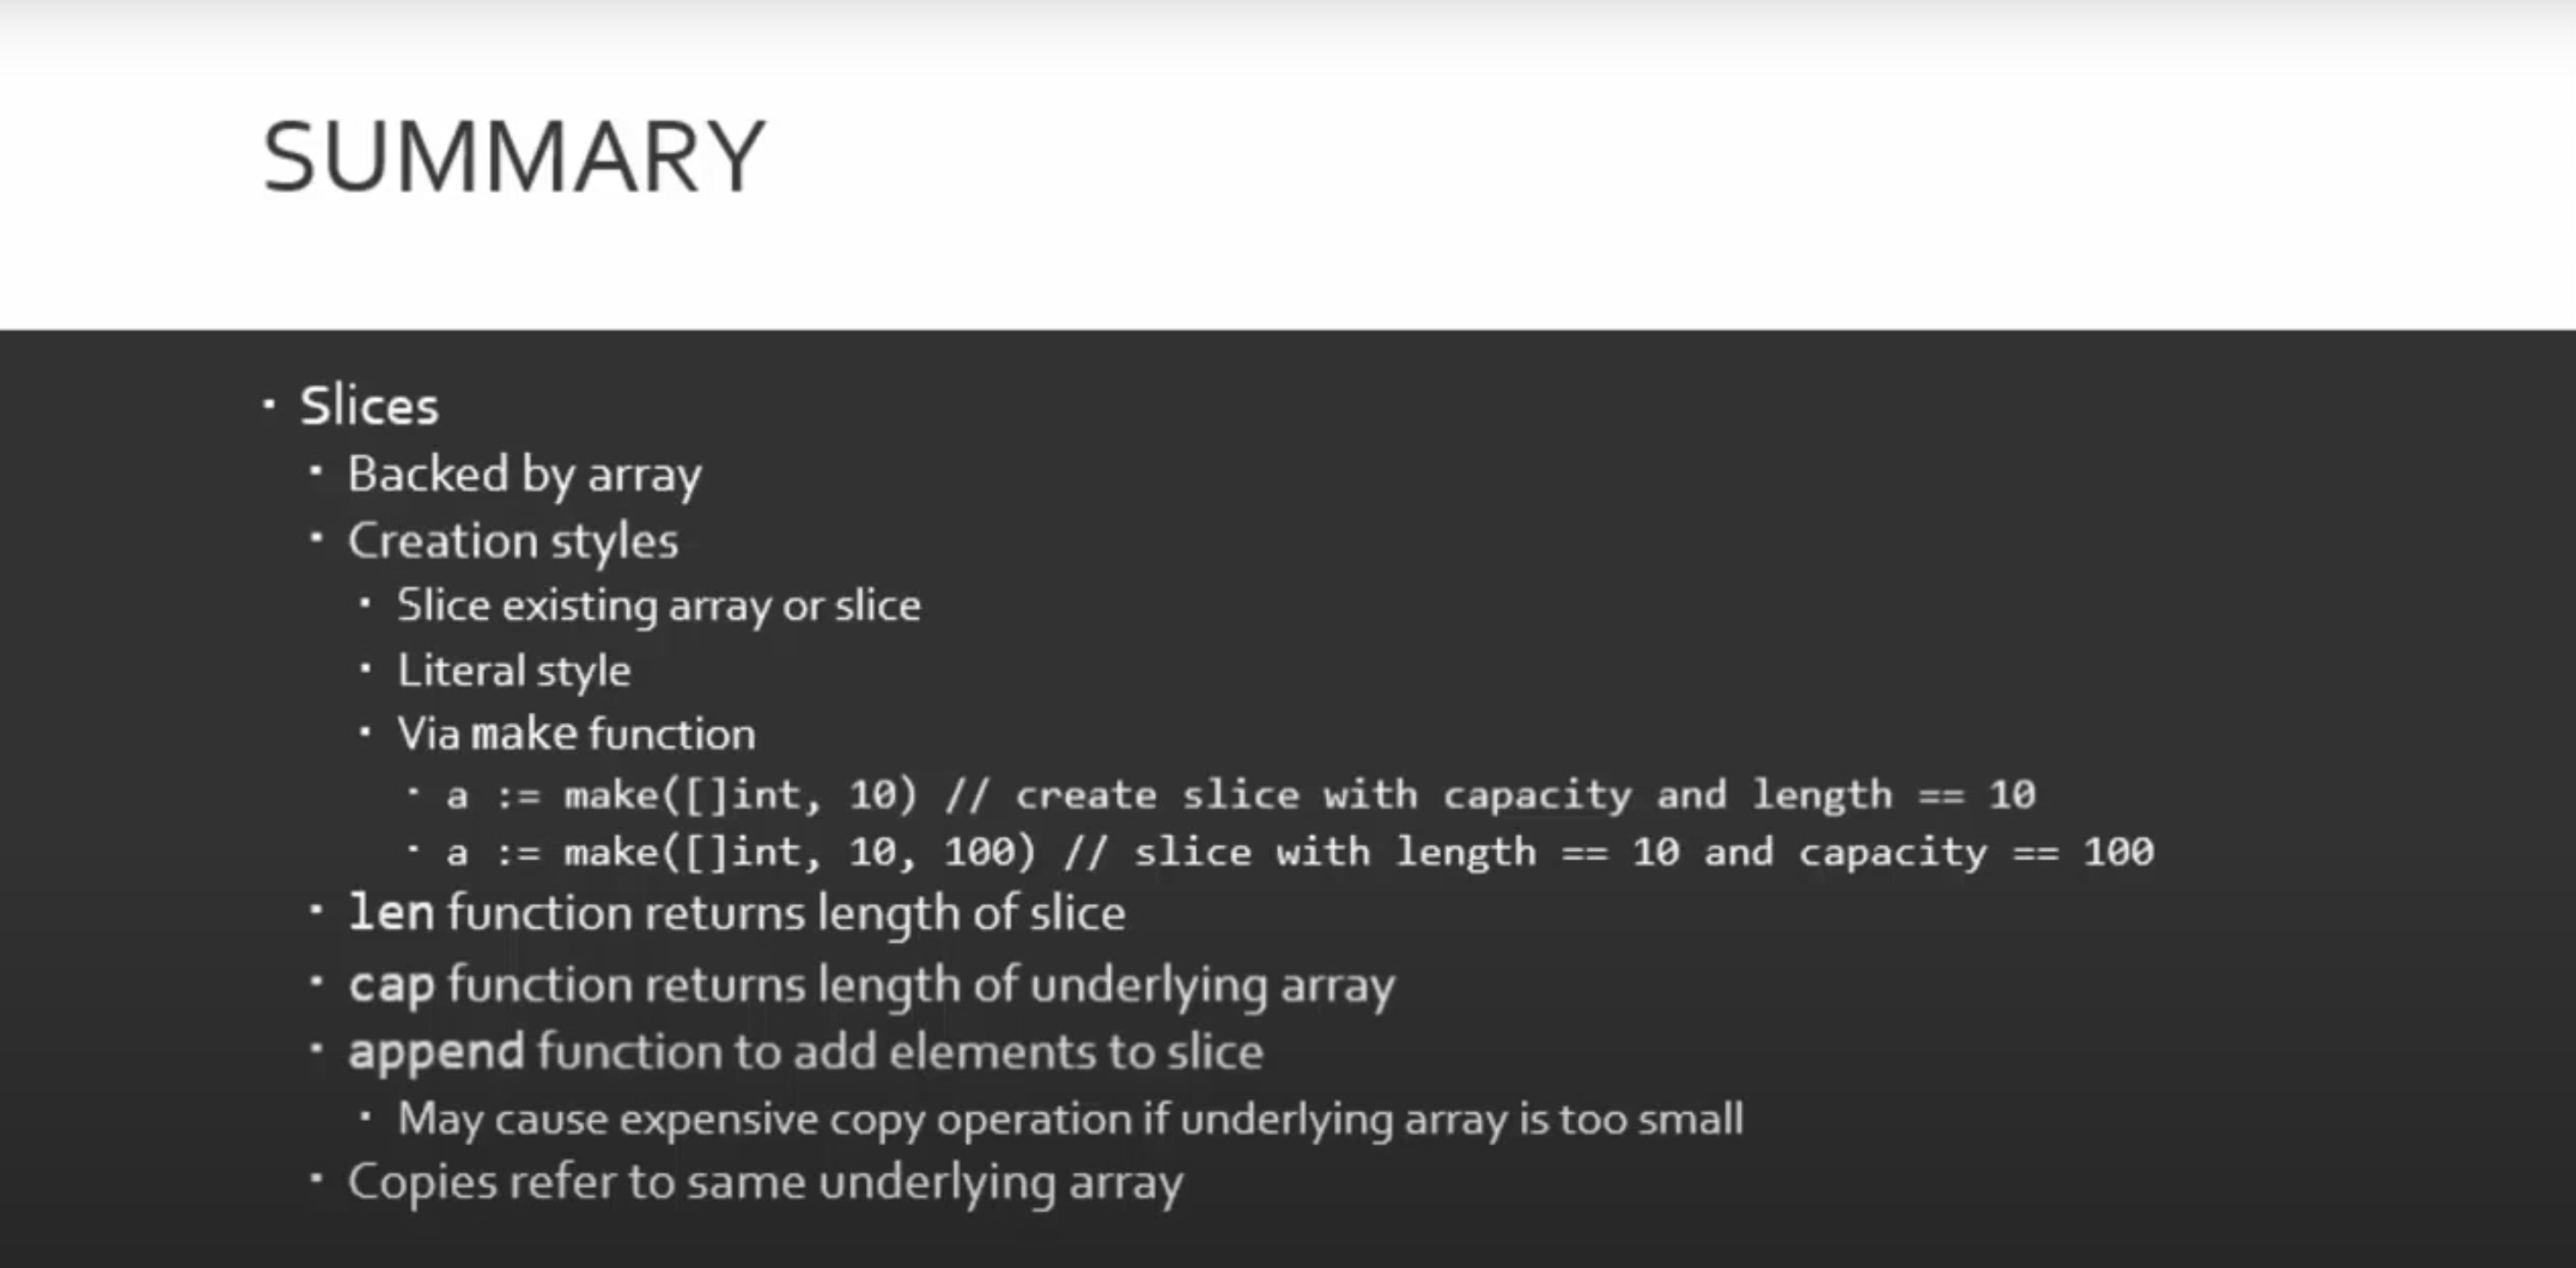 SUMMARY
▪ Slices
▪ Backed by array
▪ Creation styles
▪ Slice existing array or slice
▪ Literal style
▪ Via make function
▪ a := make([]int, 10) // create slice with capacity and length == 10
▪ a := make([]int, 10, 100) // slice with length == 10 and capacity == 100
▪ len function returns length of slice
▪ cap function returns length of underlying array
▪ append function to add elements to slice
▪ May cause expensive copy operation if underlying array is too small
▪ Copies refer to same underlying array